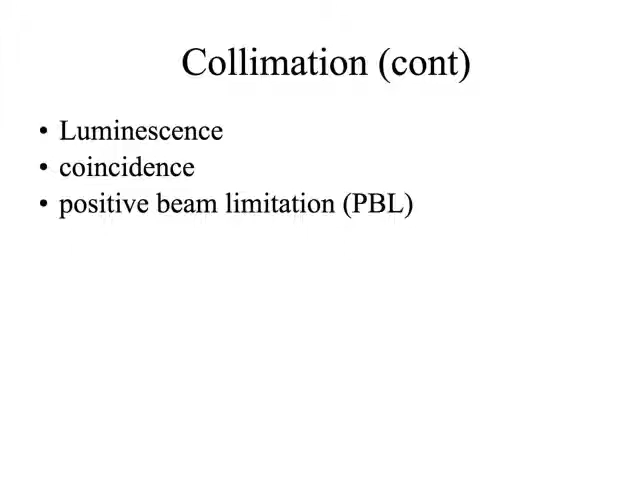 Collimation (cont)
• Luminescence
• coincidence
• positive beam limitation (PBL)